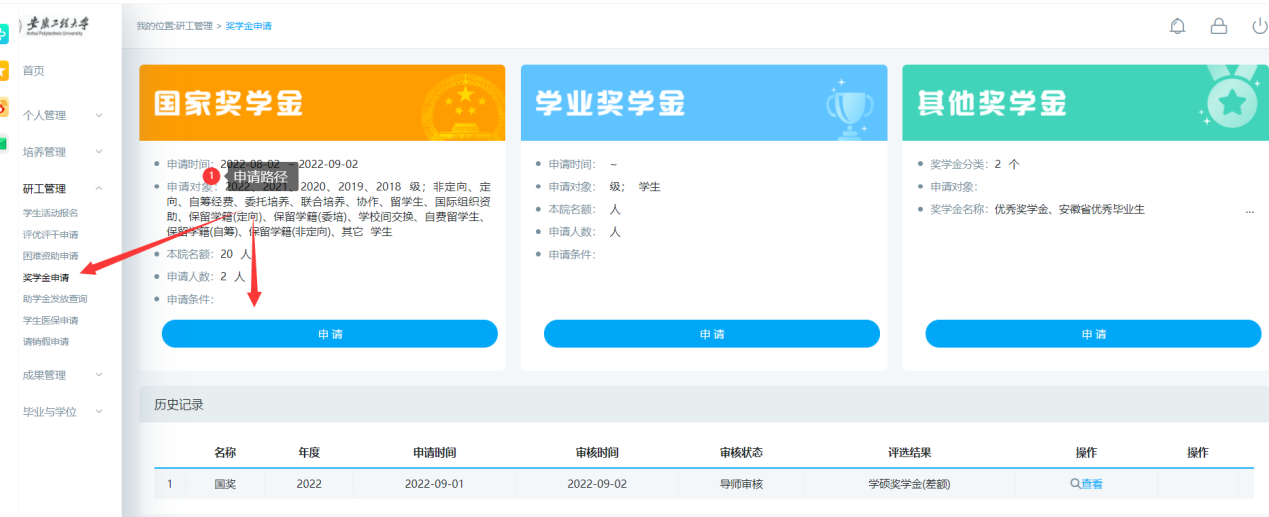 安徽工程大学
Anhui Polytechnic University
我的位置:研工管理 > 奖学金申请
首页
个人管理
培养管理
研工管理
学生活动报名
评优评干申请
困难资助申请
奖学金申请
助学金发放查询
学生医保申请
请销假申请
成果管理
毕业与学位
国家奖学金
申请时间: 2022-08-02 ~ 2022-09-02
1 申请路径
申请对象: 2022、2021、2020、2019、2018 级; 非定向、定
向、自筹经费、委托培养、联合培养、协作、留学生、国际组织资
助、保留学籍(定向)、保留学籍(委培)、学校间交换、自费留学生、
保留学籍(自筹)、保留学籍(非定向)、其它 学生
本院名额: 20 人
申请人数: 2 人
申请条件:
申请
学业奖学金
申请时间: ~
申请对象: 级; 学生
本院名额: 人
申请人数: 人
申请条件:
申请
其他奖学金
奖学金分类: 2 个
申请对象:
奖学金名称: 优秀奖学金、安徽省优秀毕业生 ...
申请
历史记录
名称 年度 申请时间 审核时间 审核状态 评选结果 操作 操作
1 国奖 2022 2022-09-01 2022-09-02 导师审核 学硕奖学金(差额) 查看